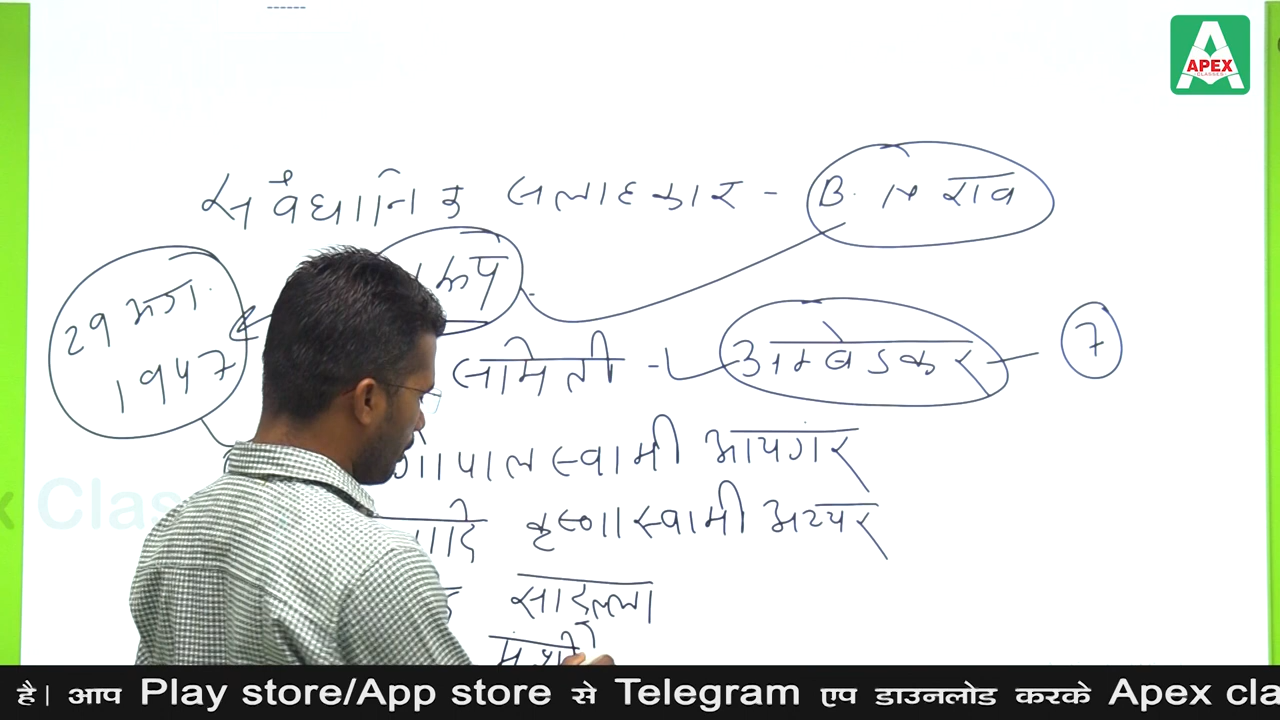 APEX
CLASSES
संवैधानिक सलाहकार - B. N राव
29 अग.
1947
समिती - अम्बेडकर - 7
गोपाल स्वामी आयंगर
कृष्णास्वामी अय्यर
सादुल्ला
मुंशी
Clas
है। आप Play store/App store से Telegram एप डाउनलोड करके Apex cla